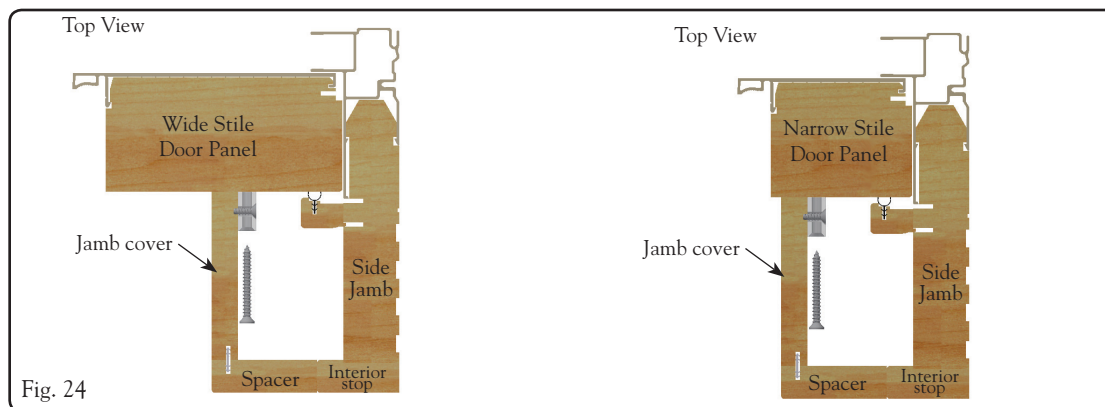 Top View
Wide Stile
Door Panel
Jamb cover
Side
Jamb
Spacer
Interior
stop
Fig. 24
Top View
Narrow Stile
Door Panel
Jamb cover
Side
Jamb
Spacer
Interior
stop